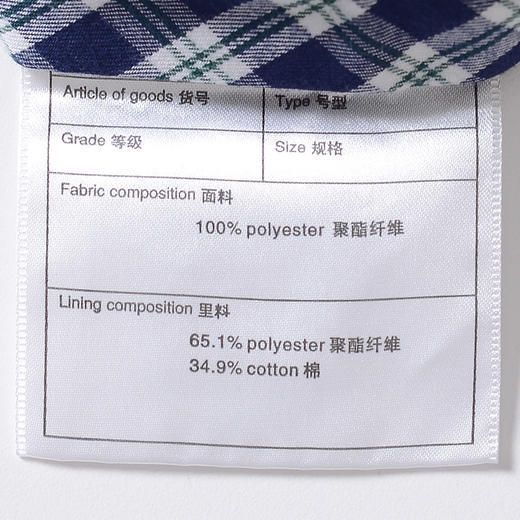 Article of goods 货号
Type 号型
Grade 等级
Size 规格
Fabric composition 面料
100% polyester 聚酯纤维
Lining composition 里料
65.1% polyester 聚酯纤维
34.9% cotton 棉